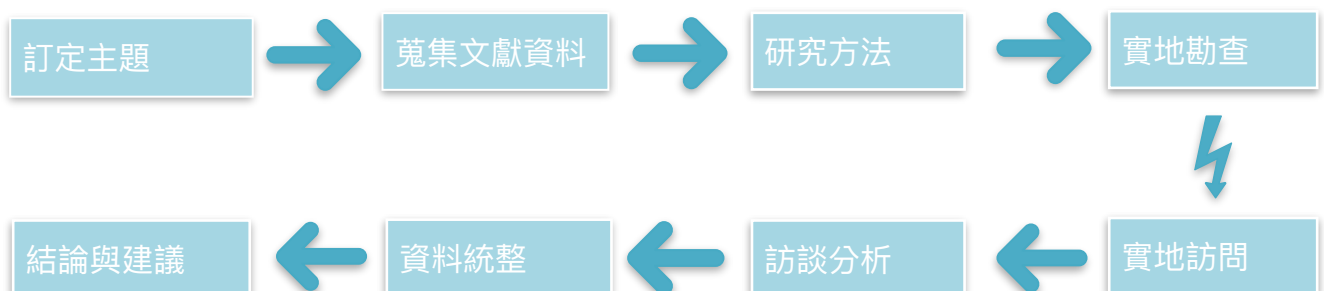 訂定主題
蒐集文獻資料
研究方法
實地勘查
實地訪問
訪談分析
資料統整
結論與建議